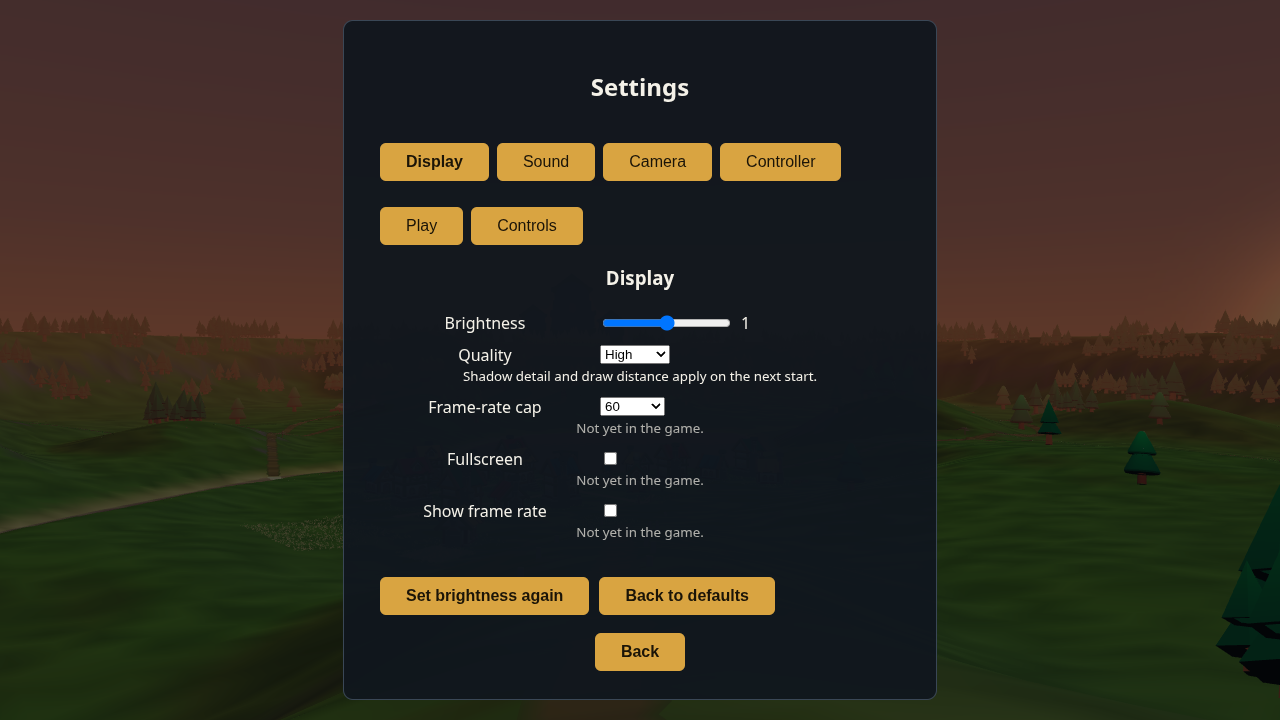 Settings
Display Sound Camera Controller
Play Controls
Display
Brightness 1
Quality High
Shadow detail and draw distance apply on the next start.
Frame-rate cap 60
Not yet in the game.
Fullscreen
Not yet in the game.
Show frame rate
Not yet in the game.
Set brightness again Back to defaults
Back